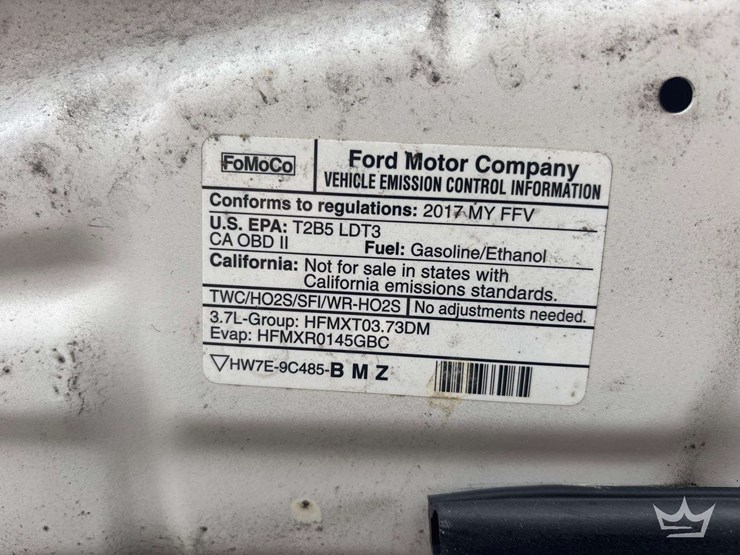 FoMoCo
Ford Motor Company
VEHICLE EMISSION CONTROL INFORMATION
Conforms to regulations: 2017 MY FFV
U.S. EPA: T2B5 LDT3
CA OBD II Fuel: Gasoline/Ethanol
California: Not for sale in states with
California emissions standards.
TWC/HO2S/SFI/WR-HO2S No adjustments needed.
3.7L-Group: HFMXT03.73DM
Evap: HFMXR0145GBC
HW7E-9C485-B M Z